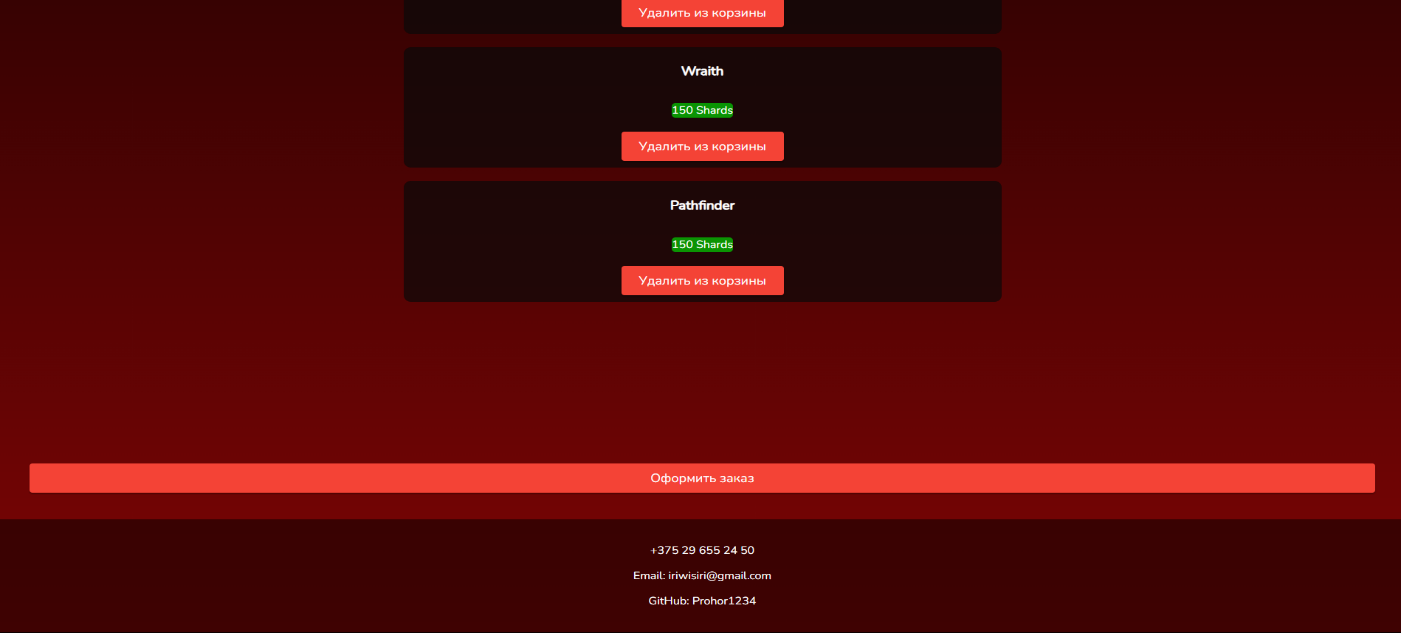 Удалить из корзины
Wraith
150 Shards
Удалить из корзины
Pathfinder
150 Shards
Удалить из корзины
Оформить заказ
+375 29 655 24 50
Email: iriwisiri@gmail.com
GitHub: Prohor1234